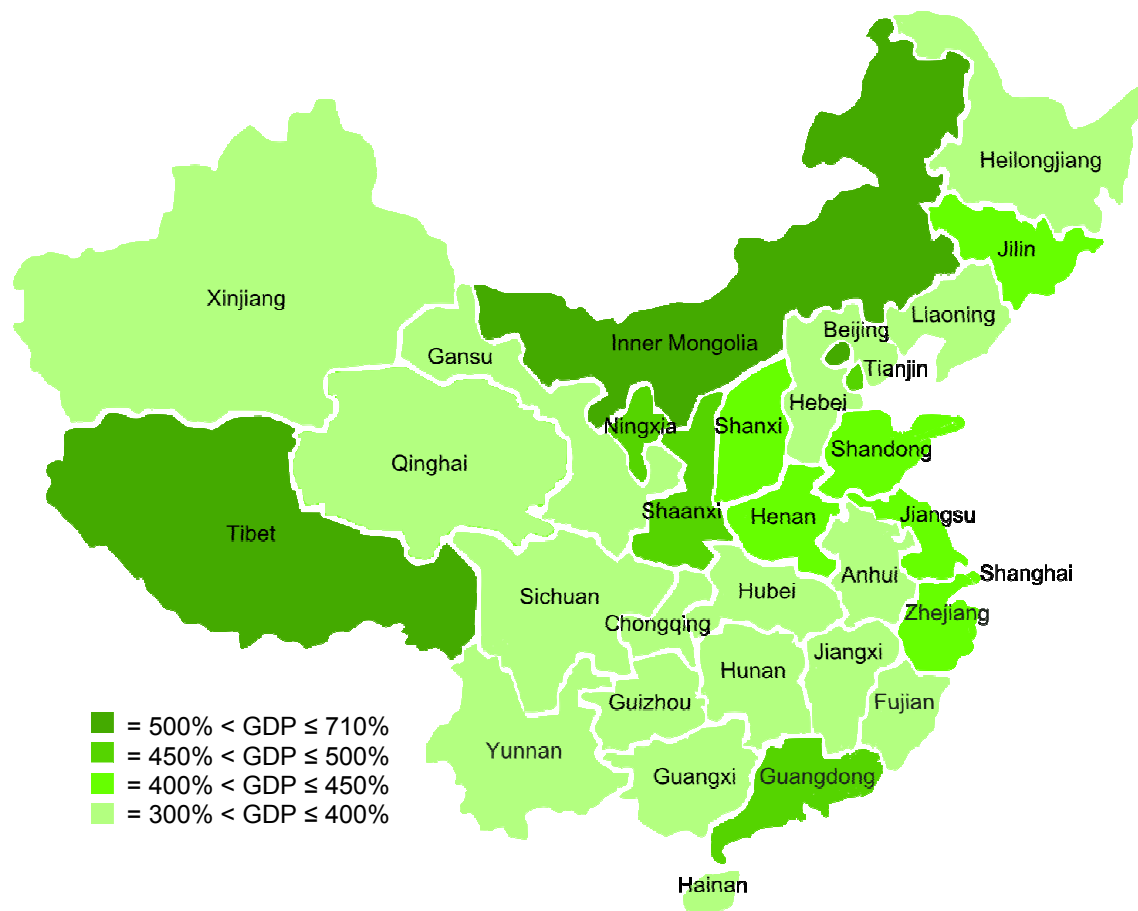 Heilongjiang
Jilin
Xinjiang
Liaoning
Beijing
Inner Mongolia
Gansu
Tianjin
Hebei
Ningxia
Shanxi
Shandong
Qinghai
Shaanxi
Henan
Jiangsu
Tibet
Shanghai
Anhui
Hubei
Sichuan
Zhejiang
Chongqing
Jiangxi
Hunan
Guizhou
Fujian
= 500% < GDP ≤ 710%
= 450% < GDP ≤ 500%
= 400% < GDP ≤ 450%
= 300% < GDP ≤ 400%
Yunnan
Guangxi
Guangdong
Hainan